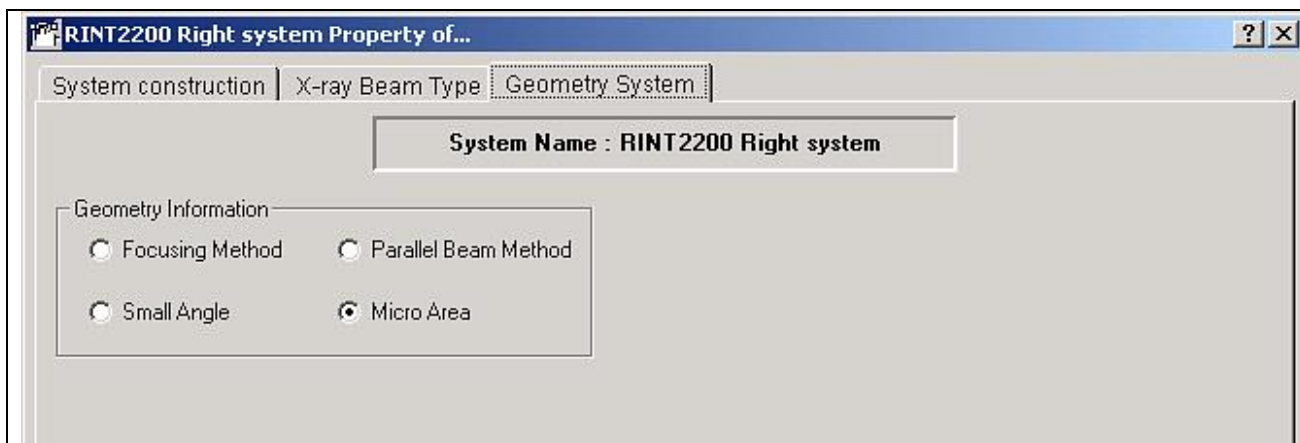 RINT2200 Right system Property of...
System construction X-ray Beam Type Geometry System
System Name : RINT2200 Right system
Geometry Information
Focusing Method Parallel Beam Method
Small Angle Micro Area